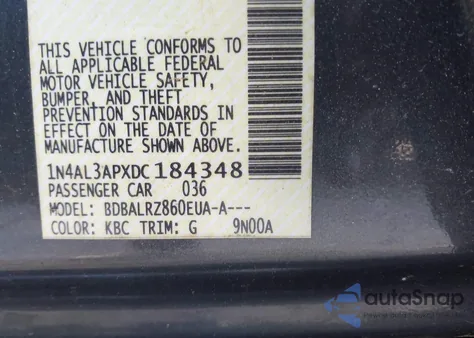 THIS VEHICLE CONFORMS TO
ALL APPLICABLE FEDERAL
MOTOR VEHICLE SAFETY,
BUMPER, AND THEFT
PREVENTION STANDARDS IN
EFFECT ON THE DATE OF
MANUFACTURE SHOWN ABOVE.
1N4AL3APXDC184348
PASSENGER CAR 036
MODEL: BDBALRZ860EUA-A---
COLOR: KBC TRIM: G 9N00A
autoSnap